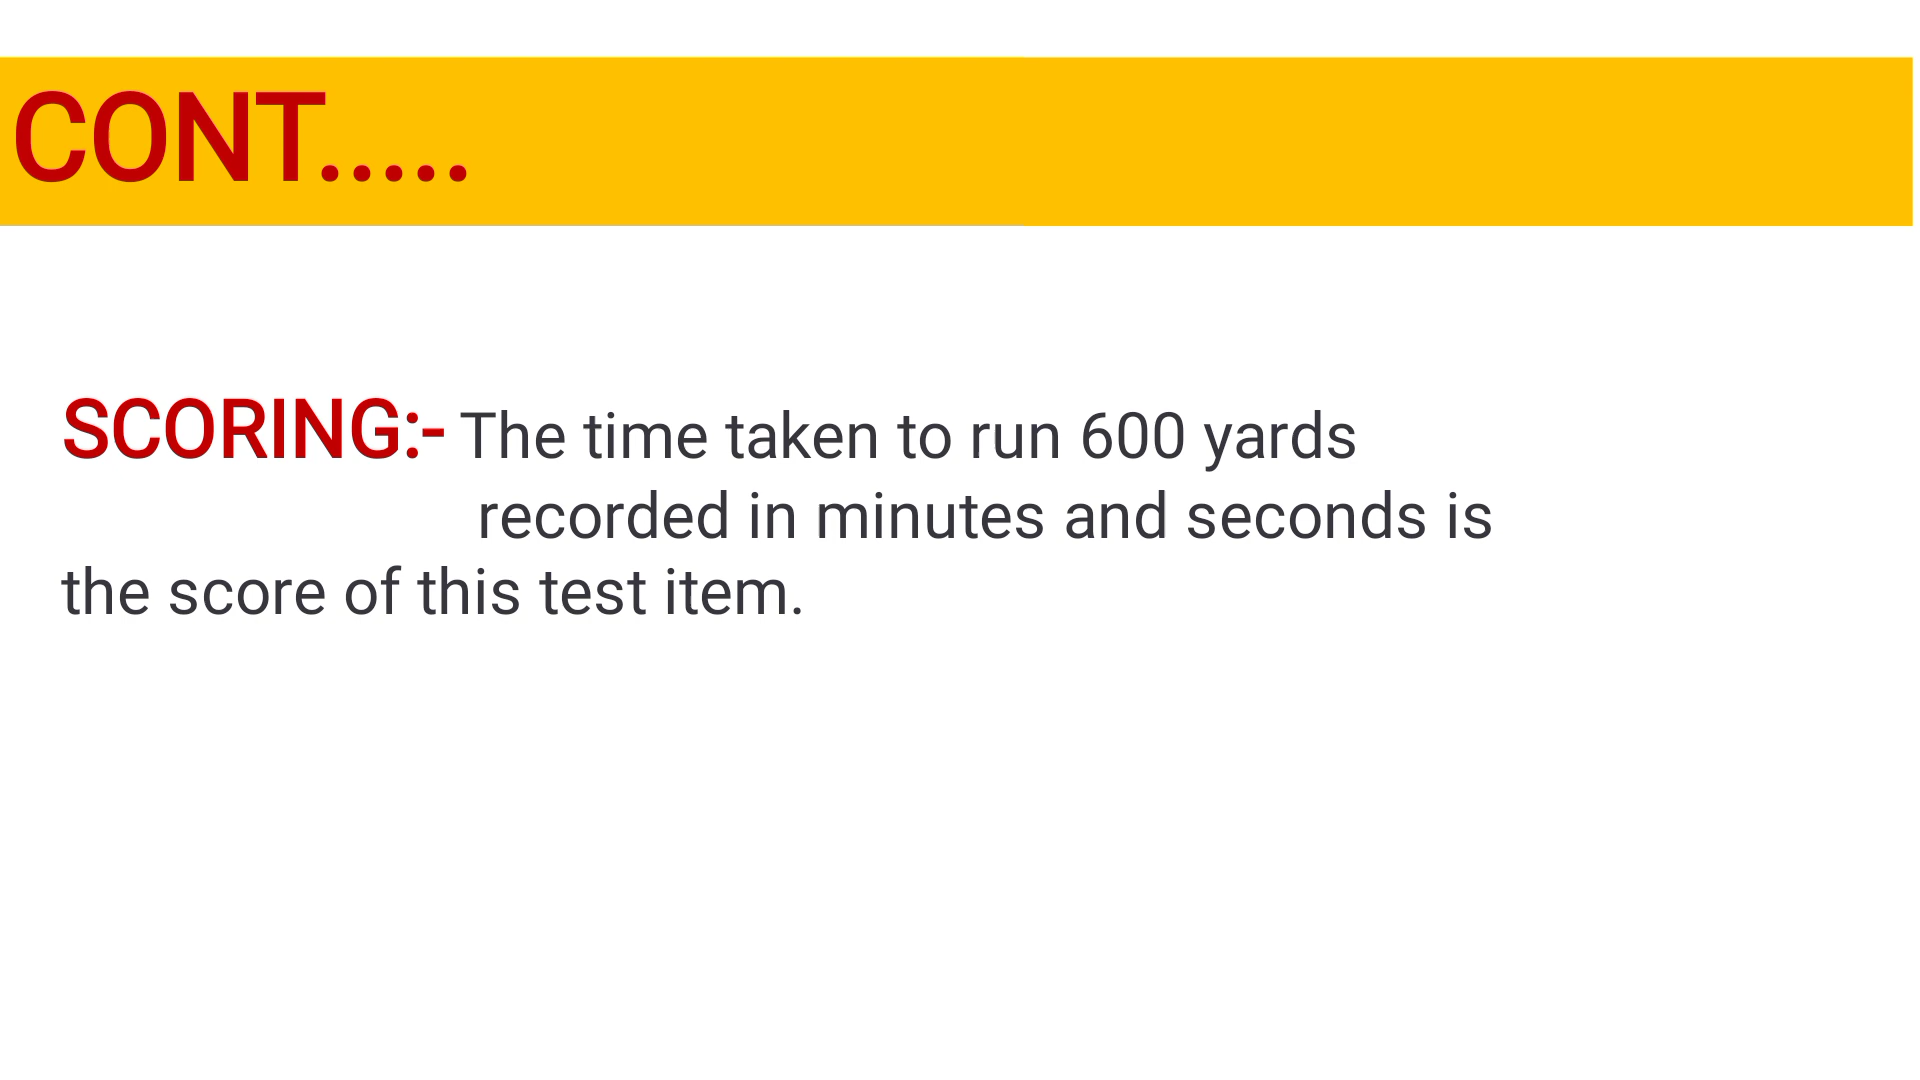 CONT.....
SCORING:- The time taken to run 600 yards
recorded in minutes and seconds is
the score of this test item.